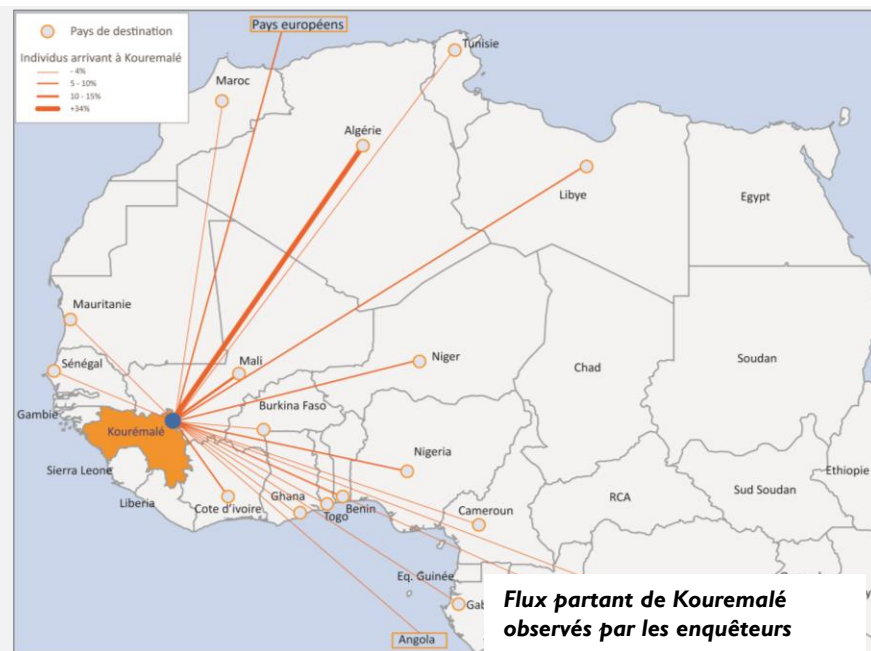 Pays de destination
Individus arrivant à Kouremalé
- 4%
5 - 10%
10 - 15%
+34%
Pays européens
Tunisie
Maroc
Algérie
Libye
Egypt
Mauritanie
Sénégal
Mali
Niger
Chad
Soudan
Gambie
Burkina Faso
Kourémalé
Nigeria
Sierra Leone
Ethiopie
Liberia
Cote d'ivoire
Ghana
Togo
Benin
Cameroun
RCA
Sud Soudan
Eq. Guinée
Gab
Angola
Flux partant de Kouremalé
observés par les enquêteurs